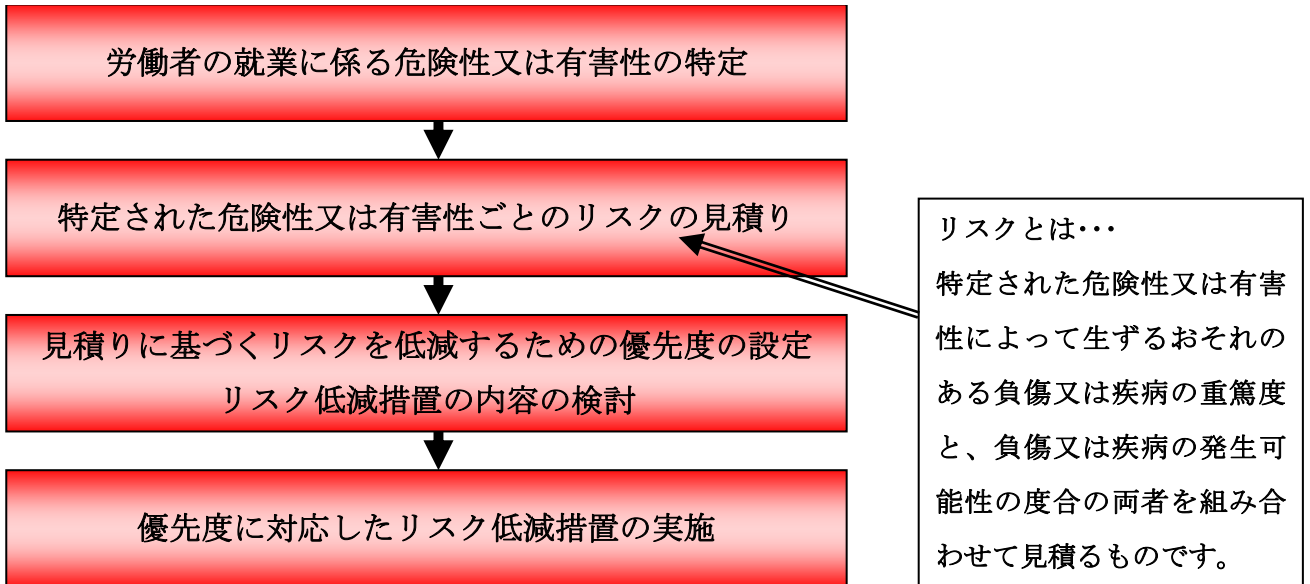 労働者の就業に係る危険性又は有害性の特定
特定された危険性又は有害性ごとのリスクの見積り
見積りに基づくリスクを低減するための優先度の設定
リスク低減措置の内容の検討
優先度に対応したリスク低減措置の実施
リスクとは･･･
特定された危険性又は有害
性によって生ずるおそれの
ある負傷又は疾病の重篤度
と、負傷又は疾病の発生可
能性の度合の両者を組み合
わせて見積るものです。